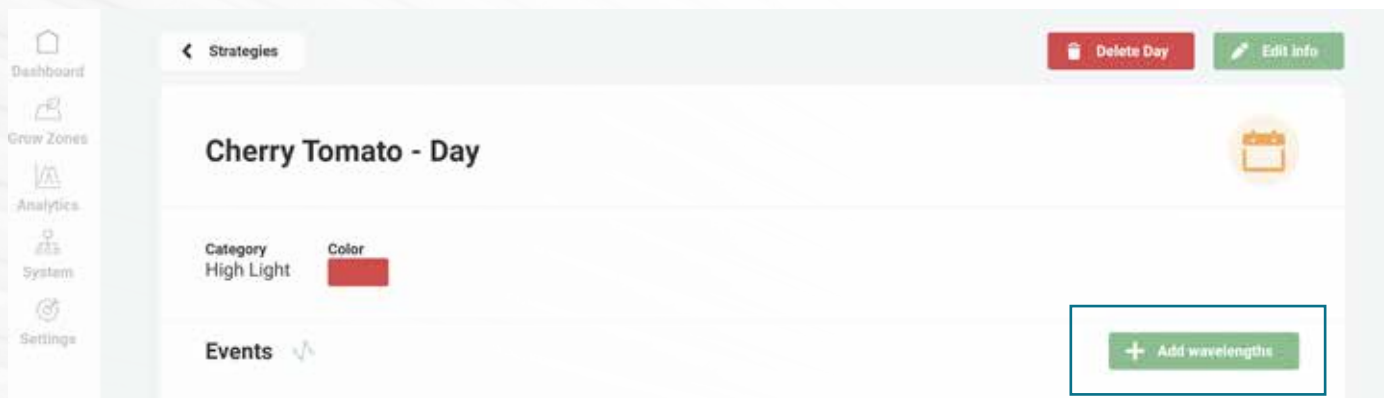 Dashboard
Grow Zones
Analytics
System
Settings
Strategies
Delete Day
Edit info
Cherry Tomato - Day
Category
High Light
Color
Events
Add wavelengths